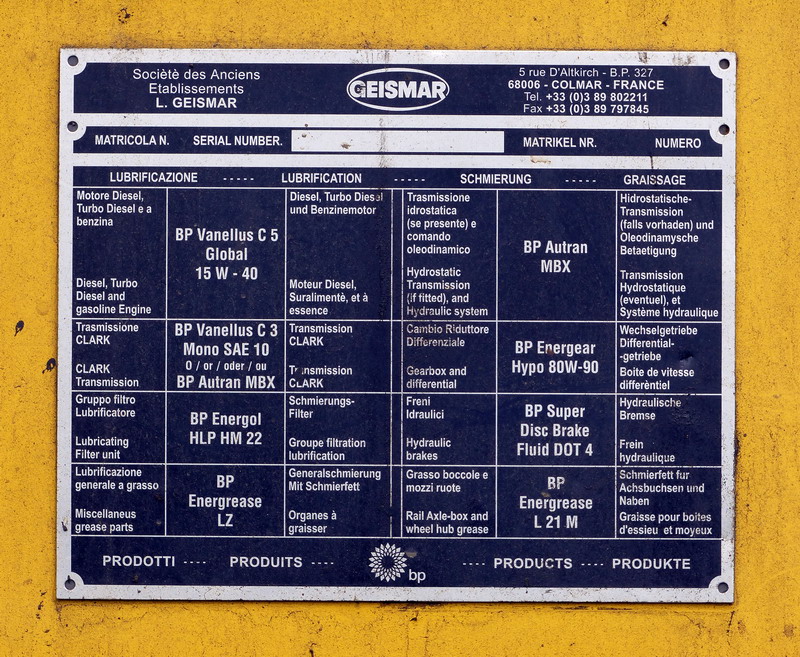 Sociètè des Anciens
Etablissements
L. GEISMAR
GEISMAR
5 rue D'Altkirch - B.P. 327
68006 - COLMAR - FRANCE
Tel. +33 (0)3 89 802211
Fax +33 (0)3 89 797845
MATRICOLA N. SERIAL NUMBER. MATRIKEL NR. NUMERO
LUBRIFICAZIONE ----- LUBRIFICATION ----- SCHMIERUNG ----- GRAISSAGE
Motore Diesel,
Turbo Diesel e a
benzina
Diesel, Turbo
Diesel and
gasoline Engine
BP Vanellus C 5
Global
15 W - 40
Diesel, Turbo Diesel
und Benzinemotor
Moteur Diesel,
Suralimentè, et à
essence
Trasmissione
idrostatica
(se presente) e
comando
oleodinamico
Hydrostatic
Transmission
(if fitted), and
Hydraulic system
BP Autran
MBX
Hidrostatische-
Transmission
(falls vorhaden) und
Oleodinamysche
Betaetigung
Transmission
Hydrostatique
(eventuel), et
Système hydraulique
Trasmissione
CLARK
CLARK
Transmission
BP Vanellus C 3
Mono SAE 10
O / or / oder / ou
BP Autran MBX
Transmission
CLARK
Transmission
CLARK
Cambio Riduttore
Differenziale
Gearbox and
differential
BP Energear
Hypo 80W-90
Wechselgetriebe
Differential-
-getriebe
Boite de vitesse
differèntiel
Gruppo filtro
Lubrificatore
Lubricating
Filter unit
BP Energol
HLP HM 22
Schmierungs-
Filter
Groupe filtration
lubrification
Freni
Idraulici
Hydraulic
brakes
BP Super
Disc Brake
Fluid DOT 4
Hydraulische
Bremse
Frein
hydraulique
Lubrificazione
generale a grasso
Miscellaneus
grease parts
BP
Energrease
LZ
Generalschmierung
Mit Schmierfett
Organes à
graisser
Grasso boccole e
mozzi ruote
Rail Axle-box and
wheel hub grease
BP
Energrease
L 21 M
Schmierfett fur
Achsbuchsen und
Naben
Graisse pour boites
d'essieu et moyeux
PRODOTTI ---- PRODUITS ---- bp ---- PRODUCTS ---- PRODUKTE